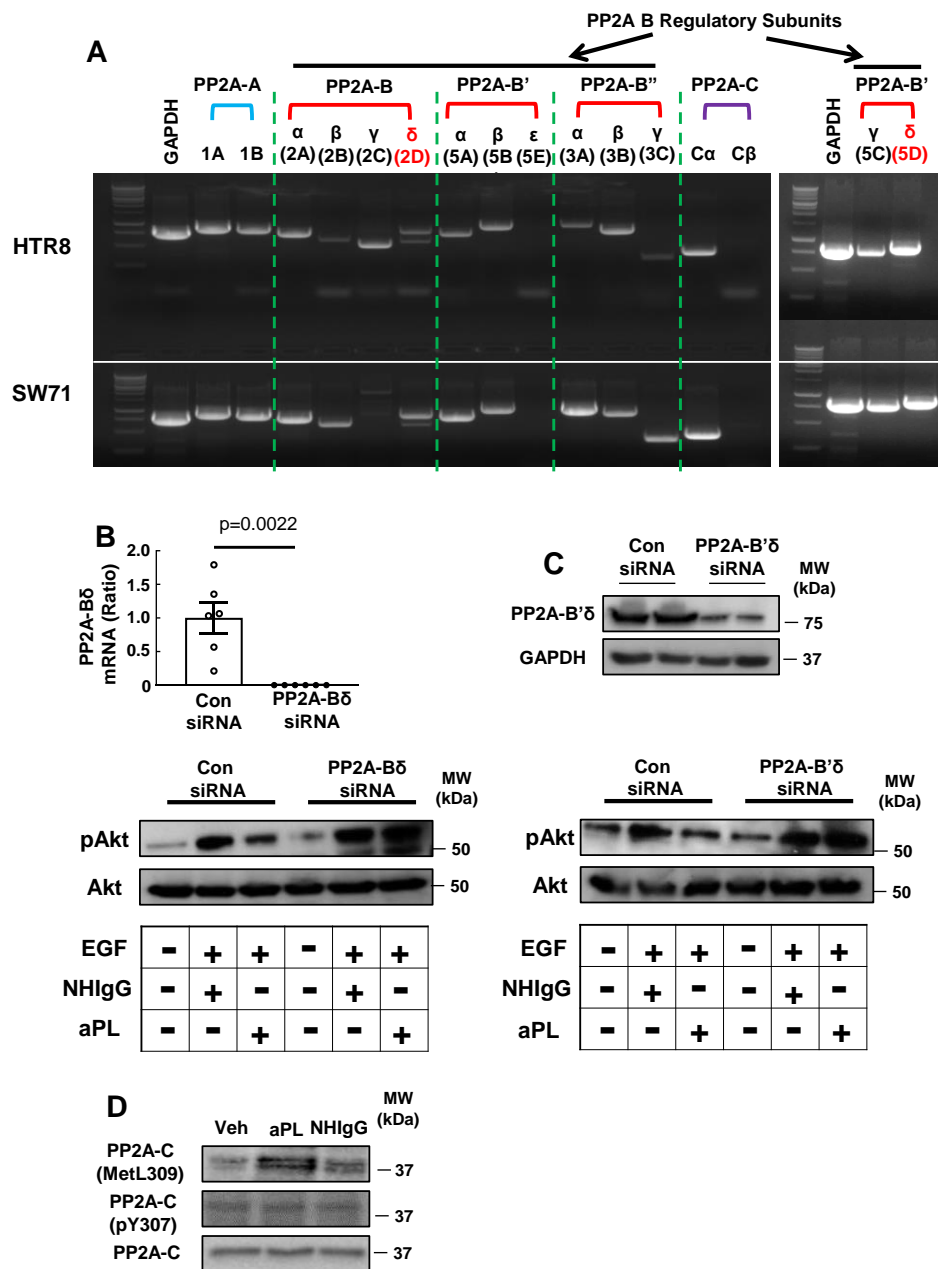 PP2A B Regulatory Subunits
A
PP2A-A PP2A-B PP2A-B' PP2A-B'' PP2A-C PP2A-B'
GAPDH 1A 1B α β γ δ α β ε α β γ Cα Cβ GAPDH γ δ
(2A) (2B) (2C) (2D) (5A) (5B (5E) (3A) (3B) (3C) (5C) (5D)
HTR8
SW71
B
p=0.0022
PP2A-Bδ
mRNA (Ratio)
2.0
1.5
1.0
0.5
0
Con
siRNA
PP2A-Bδ
siRNA
C
Con
siRNA
PP2A-B'δ
siRNA
MW
(kDa)
PP2A-B'δ
75
GAPDH
37
Con
siRNA
PP2A-Bδ
siRNA
MW
(kDa)
pAkt
50
Akt
50
EGF - + + - + +
NHIgG - + - - + -
aPL - - + - - +
Con
siRNA
PP2A-B'δ
siRNA
MW
(kDa)
pAkt
50
Akt
50
EGF - + + - + +
NHIgG - + - - + -
aPL - - + - - +
D
Veh aPL NHIgG
MW
(kDa)
PP2A-C
(MetL309)
37
PP2A-C
(pY307)
37
PP2A-C
37